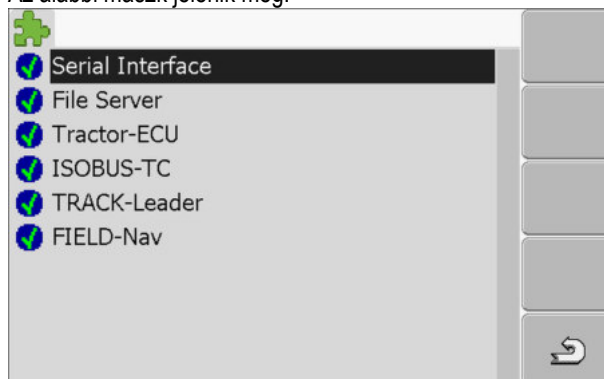 Az alábbi maszk jelenik meg:
Serial Interface
File Server
Tractor-ECU
ISOBUS-TC
TRACK-Leader
FIELD-Nav